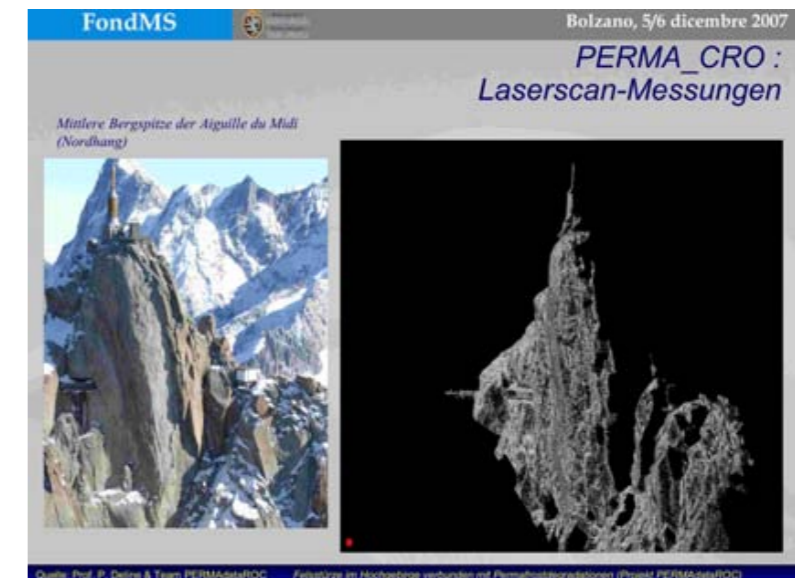 FondMS
Bolzano, 5/6 dicembre 2007
PERMA_CRO :
Laserscan-Messungen
Mittlere Bergspitze der Aiguille du Midi
(Nordhang)
Quelle: Prof. P. Deline & Team PERMAdataROC
Felsstürze im Hochgebirge verbunden mit Permafrostdegradationen (Projekt PERMAdataROC)